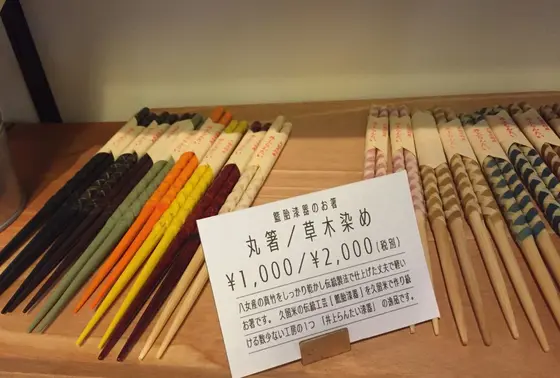 籃胎漆器のお箸
丸箸/草木染め
¥1,000/¥2,000(税別)
八女産の真竹をしっかり乾かし伝統製法で仕上げた丈夫で軽い
お箸です。久留米の伝統工芸【籃胎漆器】を久留米で作り続
ける数少ない工房の1つ「井上らんたい漆器」の逸品です。